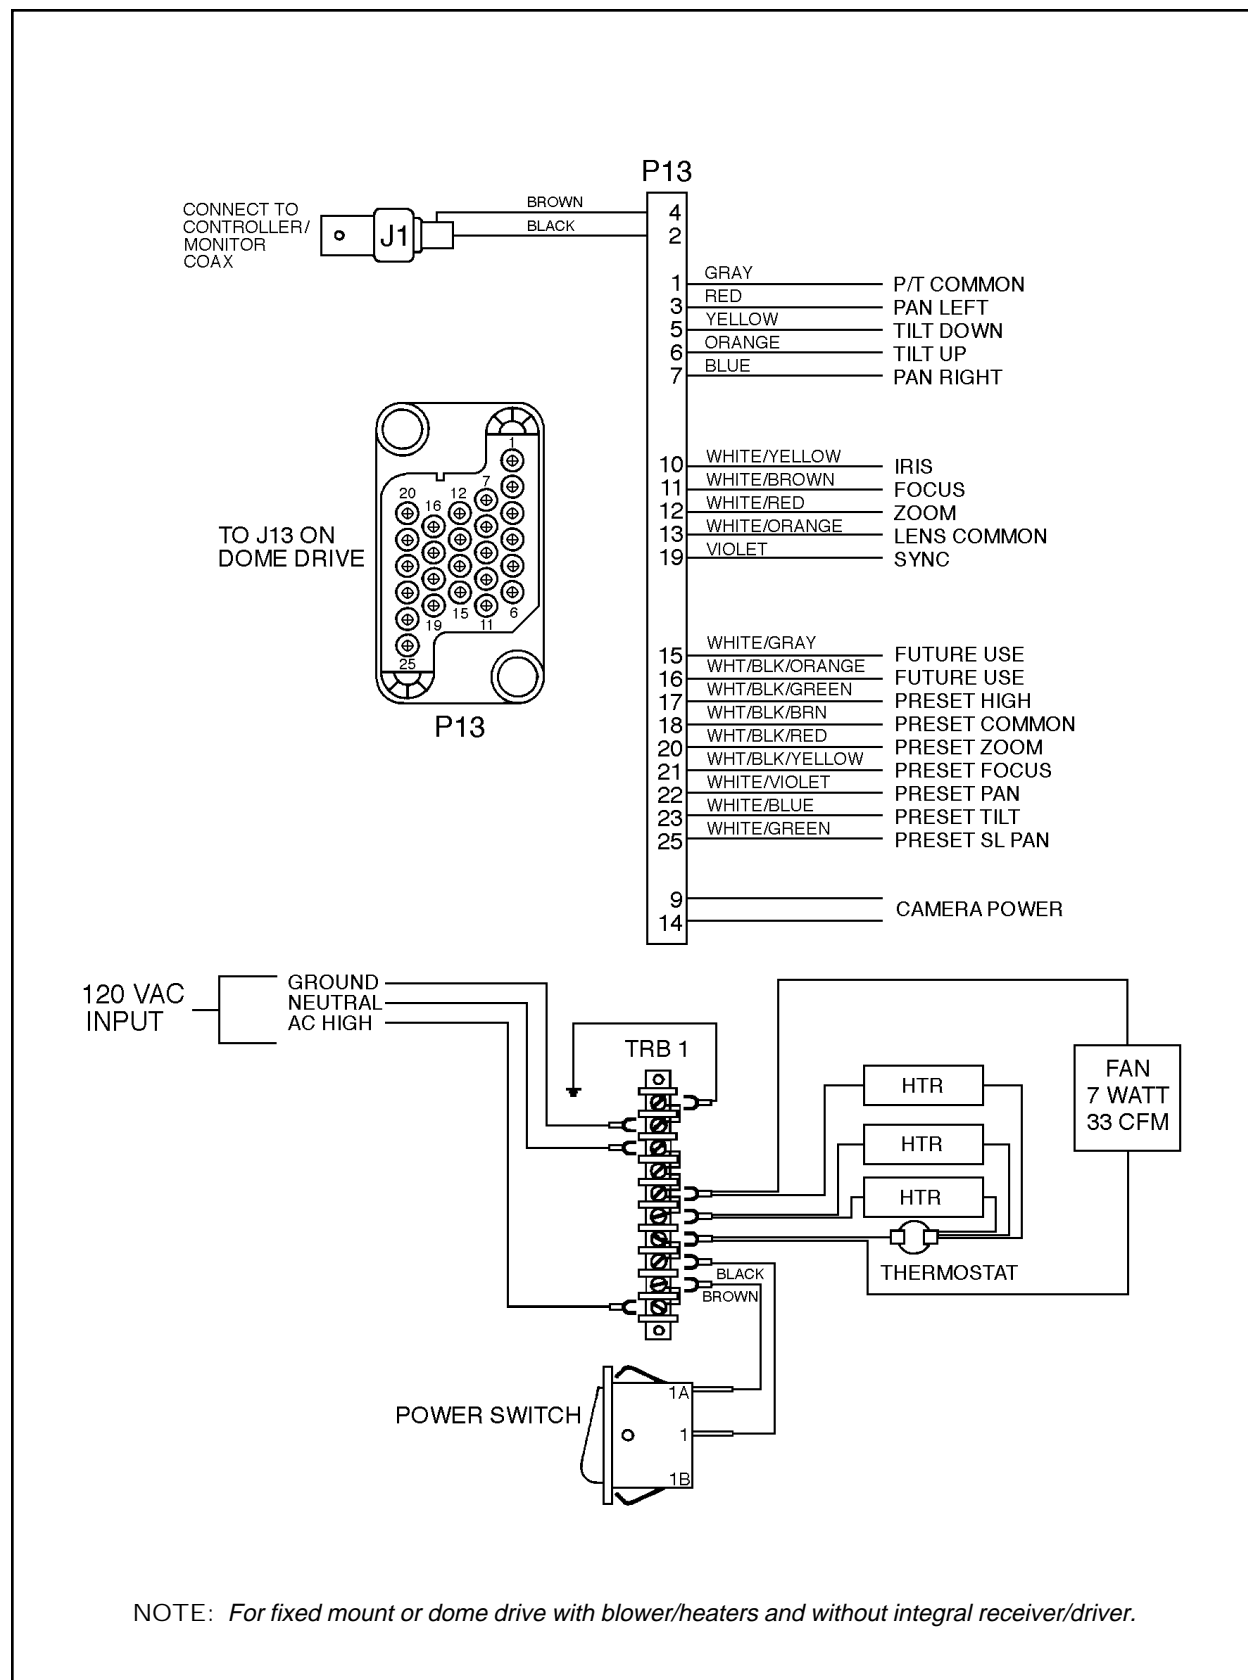 P13
CONNECT TO
CONTROLLER/
MONITOR
COAX
J1
BROWN
BLACK
4
2
1 GRAY P/T COMMON
3 RED PAN LEFT
5 YELLOW TILT DOWN
6 ORANGE TILT UP
7 BLUE PAN RIGHT
10 WHITE/YELLOW IRIS
11 WHITE/BROWN FOCUS
12 WHITE/RED ZOOM
13 WHITE/ORANGE LENS COMMON
19 VIOLET SYNC
TO J13 ON
DOME DRIVE
1
7
12
20
16
6
15
11
19
25
P13
15 WHITE/GRAY FUTURE USE
16 WHT/BLK/ORANGE FUTURE USE
17 WHT/BLK/GREEN PRESET HIGH
18 WHT/BLK/BRN PRESET COMMON
20 WHT/BLK/RED PRESET ZOOM
21 WHT/BLK/YELLOW PRESET FOCUS
22 WHITE/VIOLET PRESET PAN
23 WHITE/BLUE PRESET TILT
25 WHITE/GREEN PRESET SL PAN
9
14
CAMERA POWER
120 VAC
INPUT
GROUND
NEUTRAL
AC HIGH
TRB 1
HTR
HTR
HTR
FAN
7 WATT
33 CFM
THERMOSTAT
BLACK
BROWN
POWER SWITCH
1A
1
1B
NOTE: For fixed mount or dome drive with blower/heaters and without integral receiver/driver.